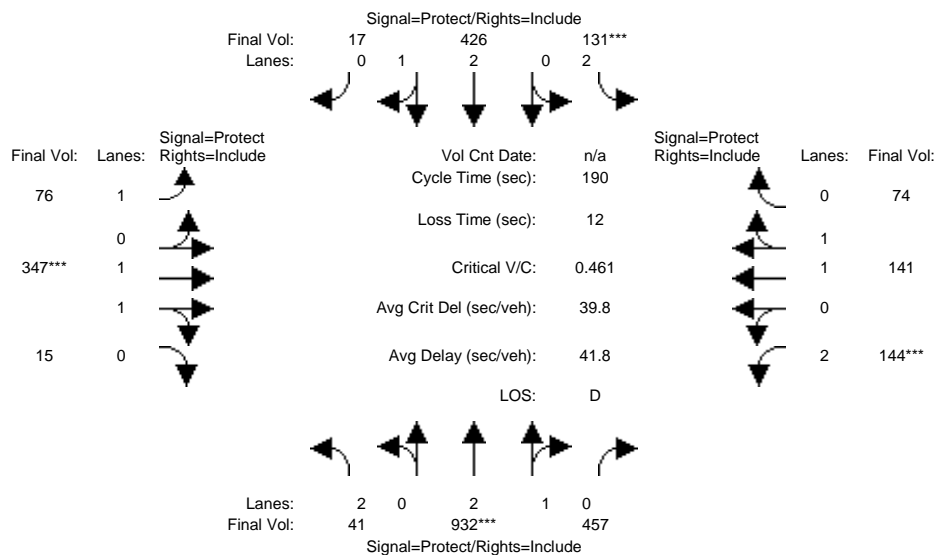 Signal=Protect/Rights=Include
Final Vol: 17 426 131***
Lanes: 0 1 2 0 2
Signal=Protect
Final Vol: Lanes: Rights=Include
Vol Cnt Date: n/a
Signal=Protect
Rights=Include Lanes: Final Vol:
76 1
Cycle Time (sec): 190
0 74
Loss Time (sec): 12
0
1
347*** 1
Critical V/C: 0.461
1 141
1
Avg Crit Del (sec/veh): 39.8
0
15 0
Avg Delay (sec/veh): 41.8
2 144***
LOS: D
Lanes: 2 0 2 1 0
Final Vol: 41 932*** 457
Signal=Protect/Rights=Include